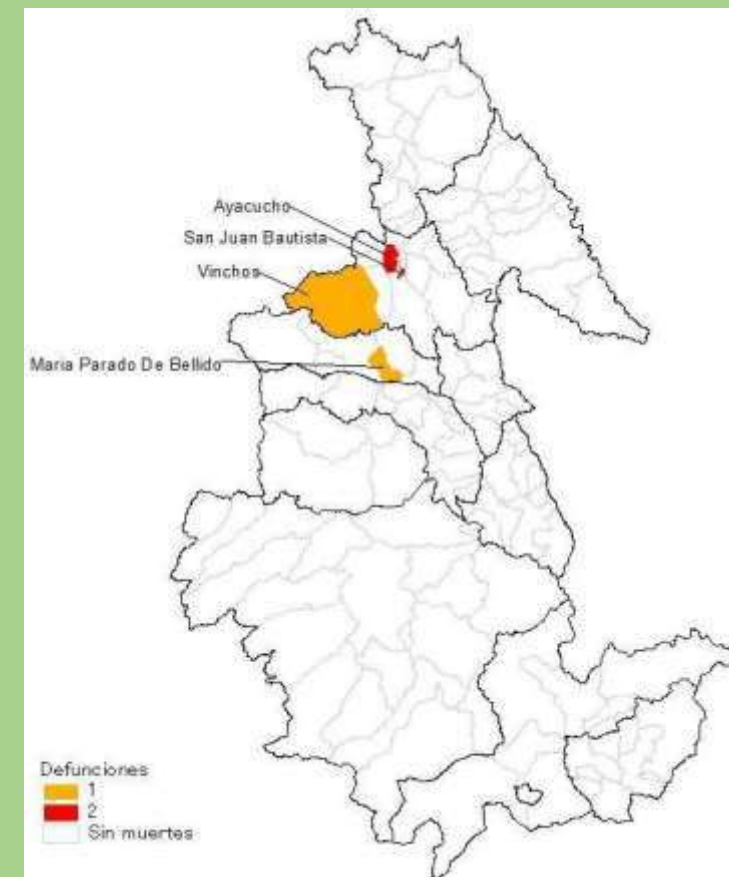 Ayacucho
San Juan Bautista
Vinchos
Maria Parado De Bellido
Defunciones
1
2
Sin muertes